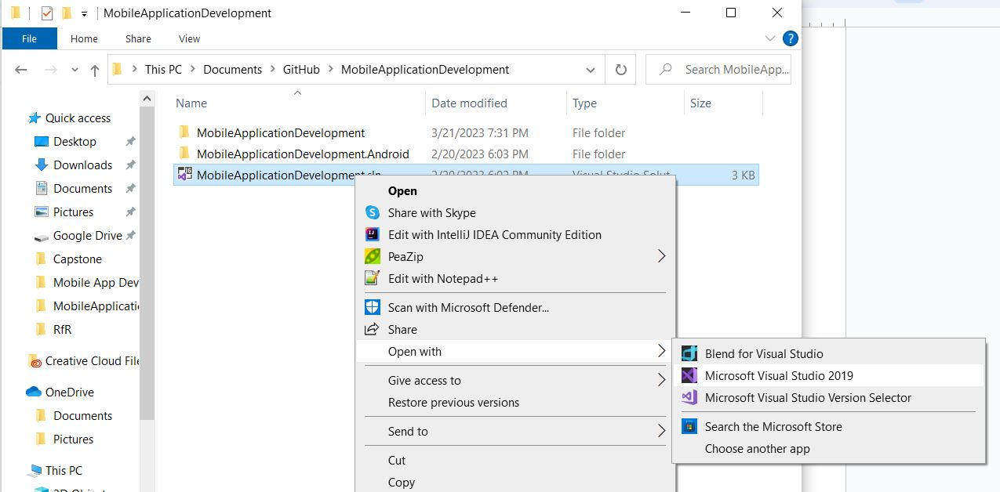 MobileApplicationDevelopment
File Home Share View
This PC Documents GitHub MobileApplicationDevelopment
Search MobileApp...
Name Date modified Type Size
MobileApplicationDevelopment 3/21/2023 7:31 PM File folder
MobileApplicationDevelopment.Android 2/20/2023 6:03 PM File folder
MobileApplicationDevelopment.sln 2/20/2023 6:03 PM Visual Studio Solut... 3 KB
Quick access
Desktop
Downloads
Documents
Pictures
Google Drive
Capstone
Mobile App Dev
MobileApplicati
RfR
Creative Cloud File
OneDrive
Documents
Pictures
This PC
Open
Share with Skype
Edit with IntelliJ IDEA Community Edition
PeaZip
Edit with Notepad++
Scan with Microsoft Defender...
Share
Open with
Give access to
Restore previous versions
Send to
Cut
Copy
Blend for Visual Studio
Microsoft Visual Studio 2019
Microsoft Visual Studio Version Selector
Search the Microsoft Store
Choose another app